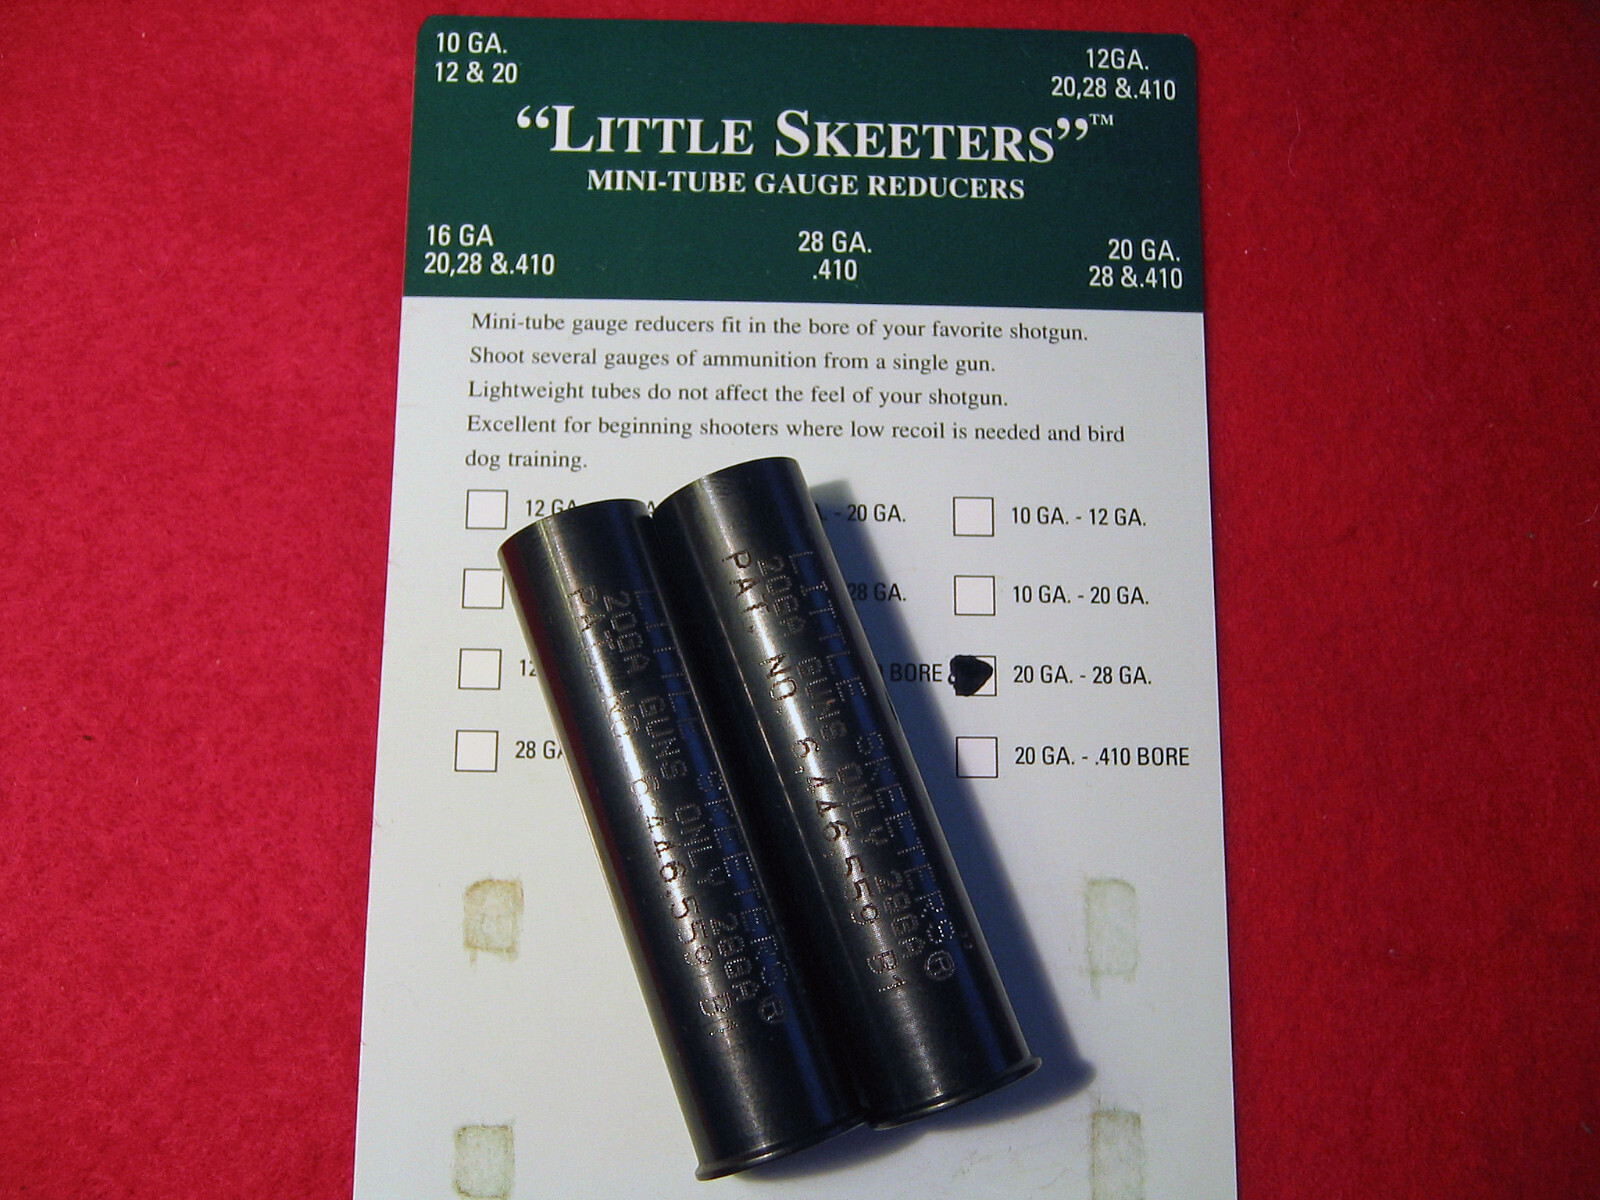 10 GA.
12 & 20
12GA.
20,28 &.410
“LITTLE SKEETERS”™
MINI-TUBE GAUGE REDUCERS
16 GA
20,28 &.410
28 GA.
.410
20 GA.
28 &.410
Mini-tube gauge reducers fit in the bore of your favorite shotgun.
Shoot several gauges of ammunition from a single gun.
Lightweight tubes do not affect the feel of your shotgun.
Excellent for beginning shooters where low recoil is needed and bird
dog training.
12 GA
- 20 GA.
10 GA. - 12 GA.
28 GA.
10 GA. - 20 GA.
12
BORE
20 GA. - 28 GA.
28 GA
20 GA. - .410 BORE
LITTLE SKEETERS®
20GA GUNS ONLY 28GA
PAT. NO. 6,446,559 B1
LITTLE SKEETERS”®
20GA GUNS ONLY 28GA
PAT. NO. 6,446,559 B1